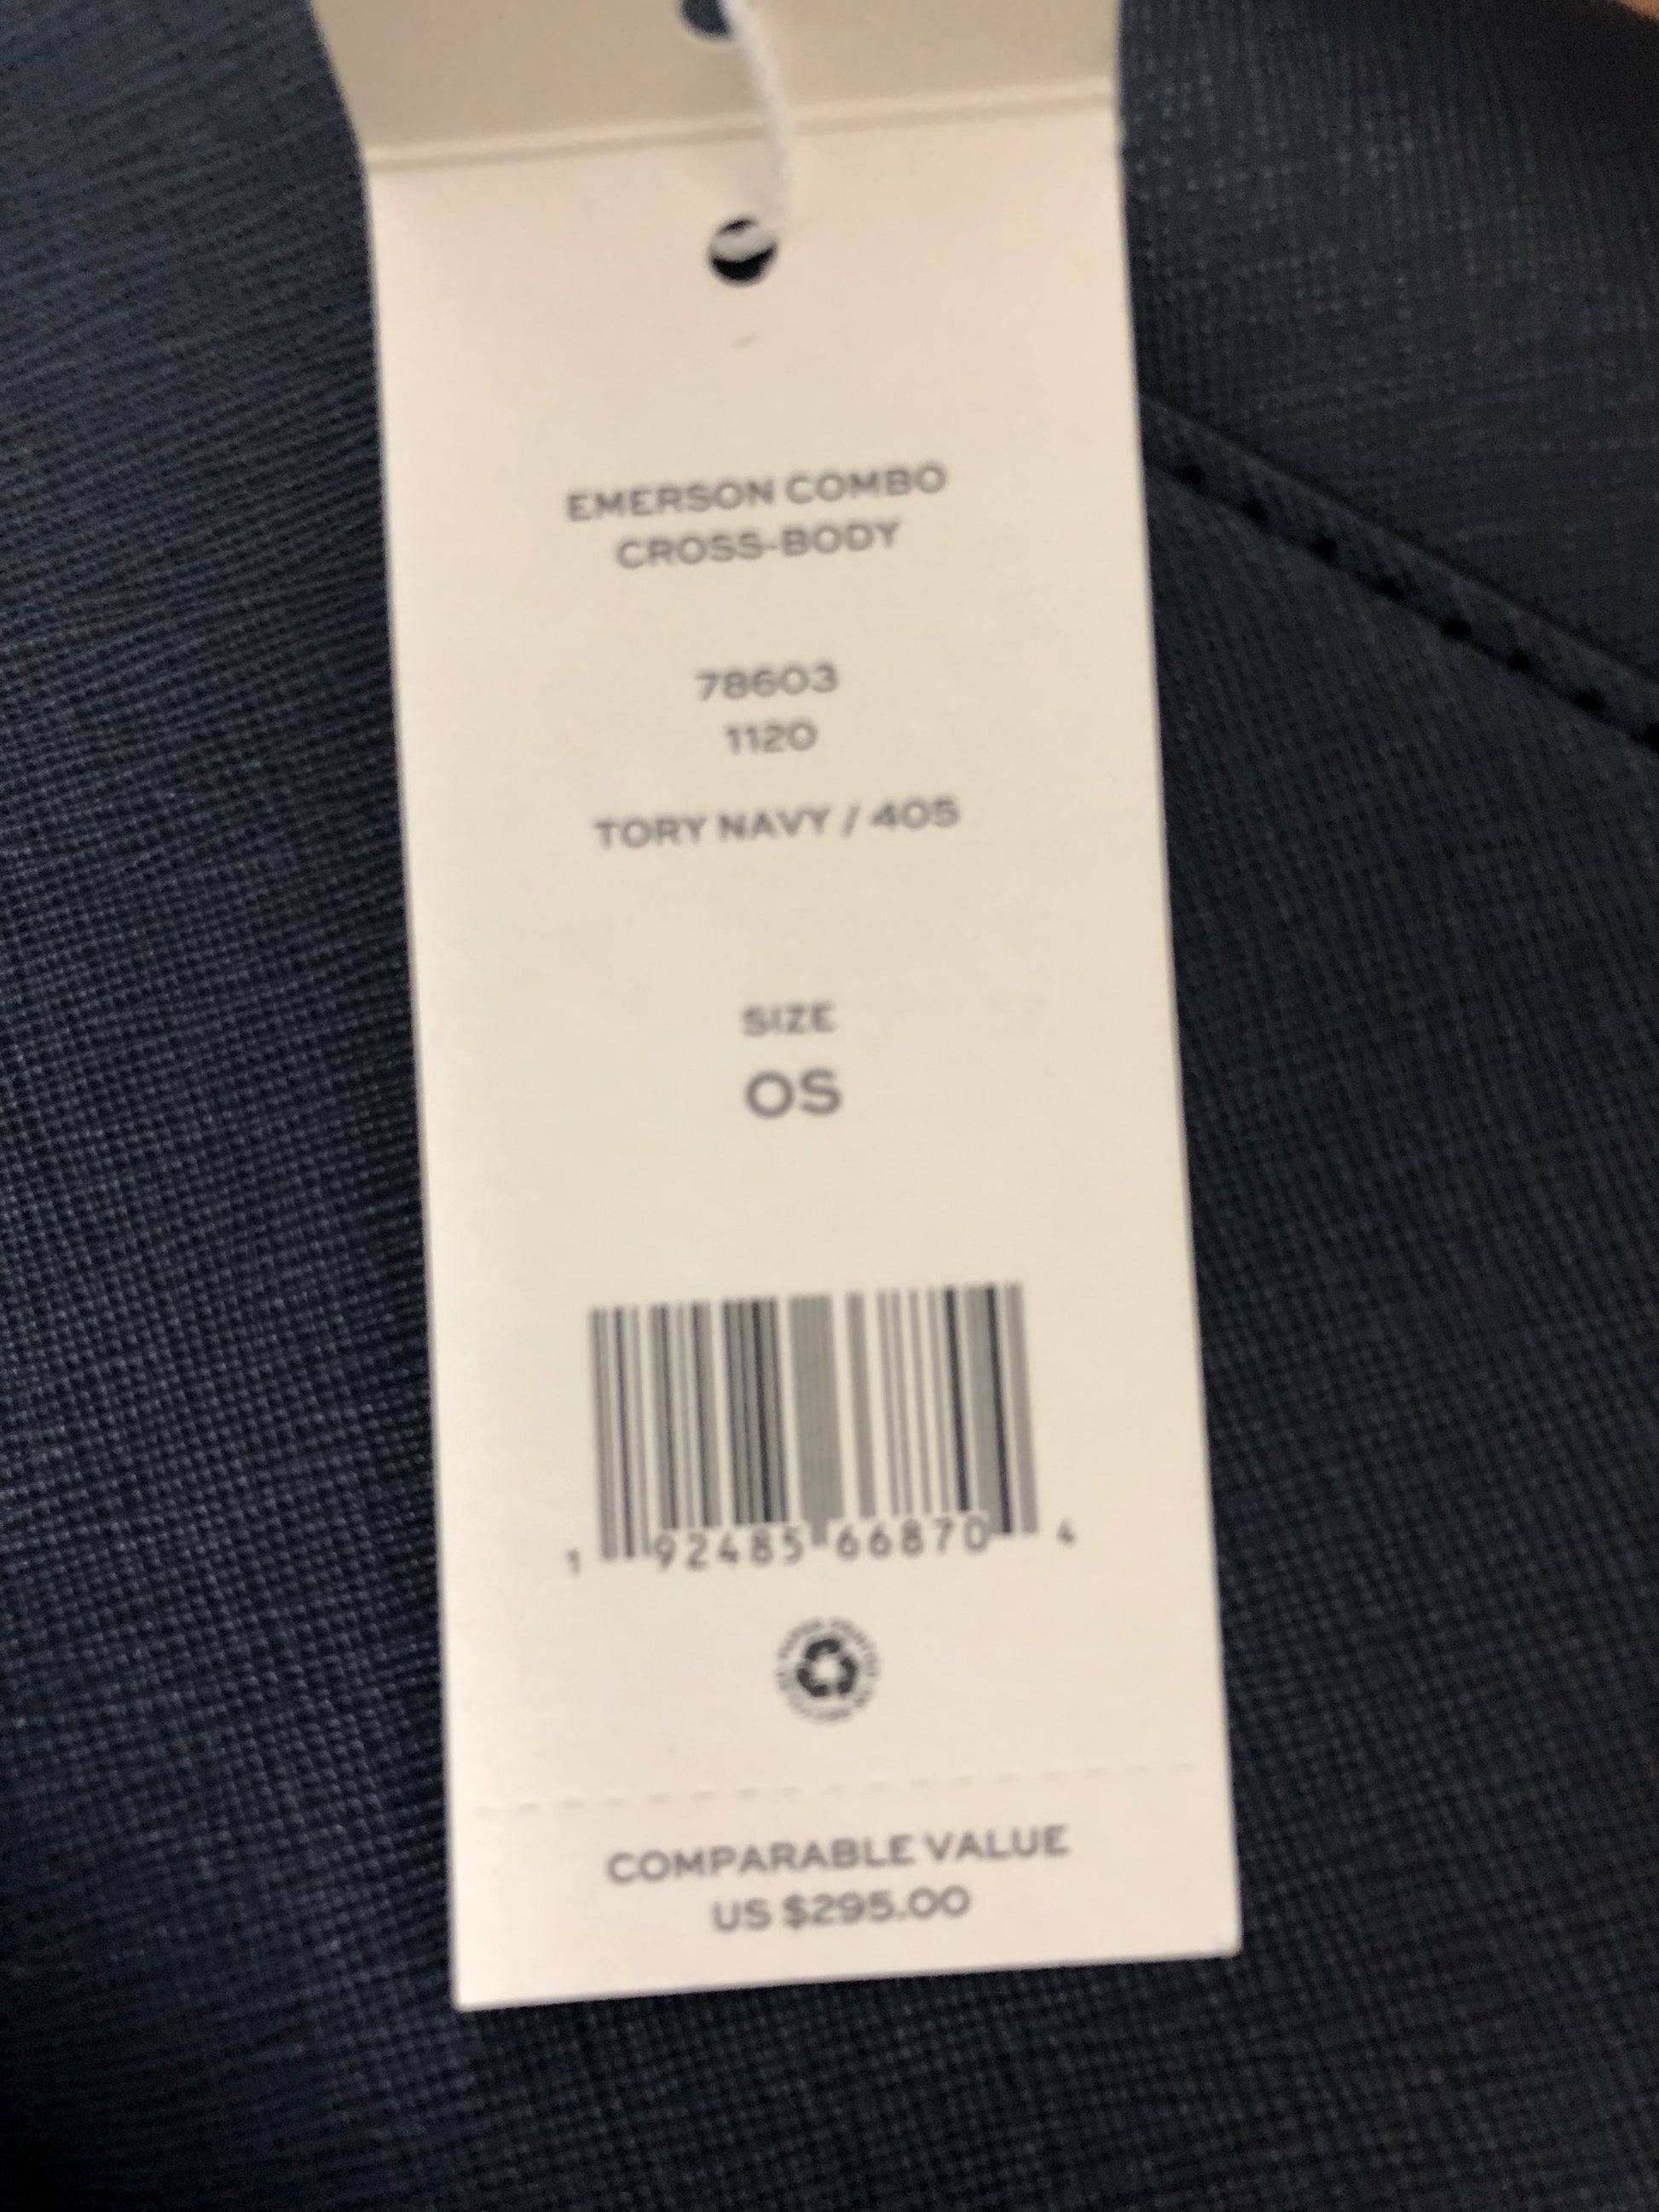 EMERSON COMBO
CROSS-BODY
78603
1120
TORY NAVY / 405
SIZE
OS
1 92485 66870 4
COMPARABLE VALUE
US $295.00